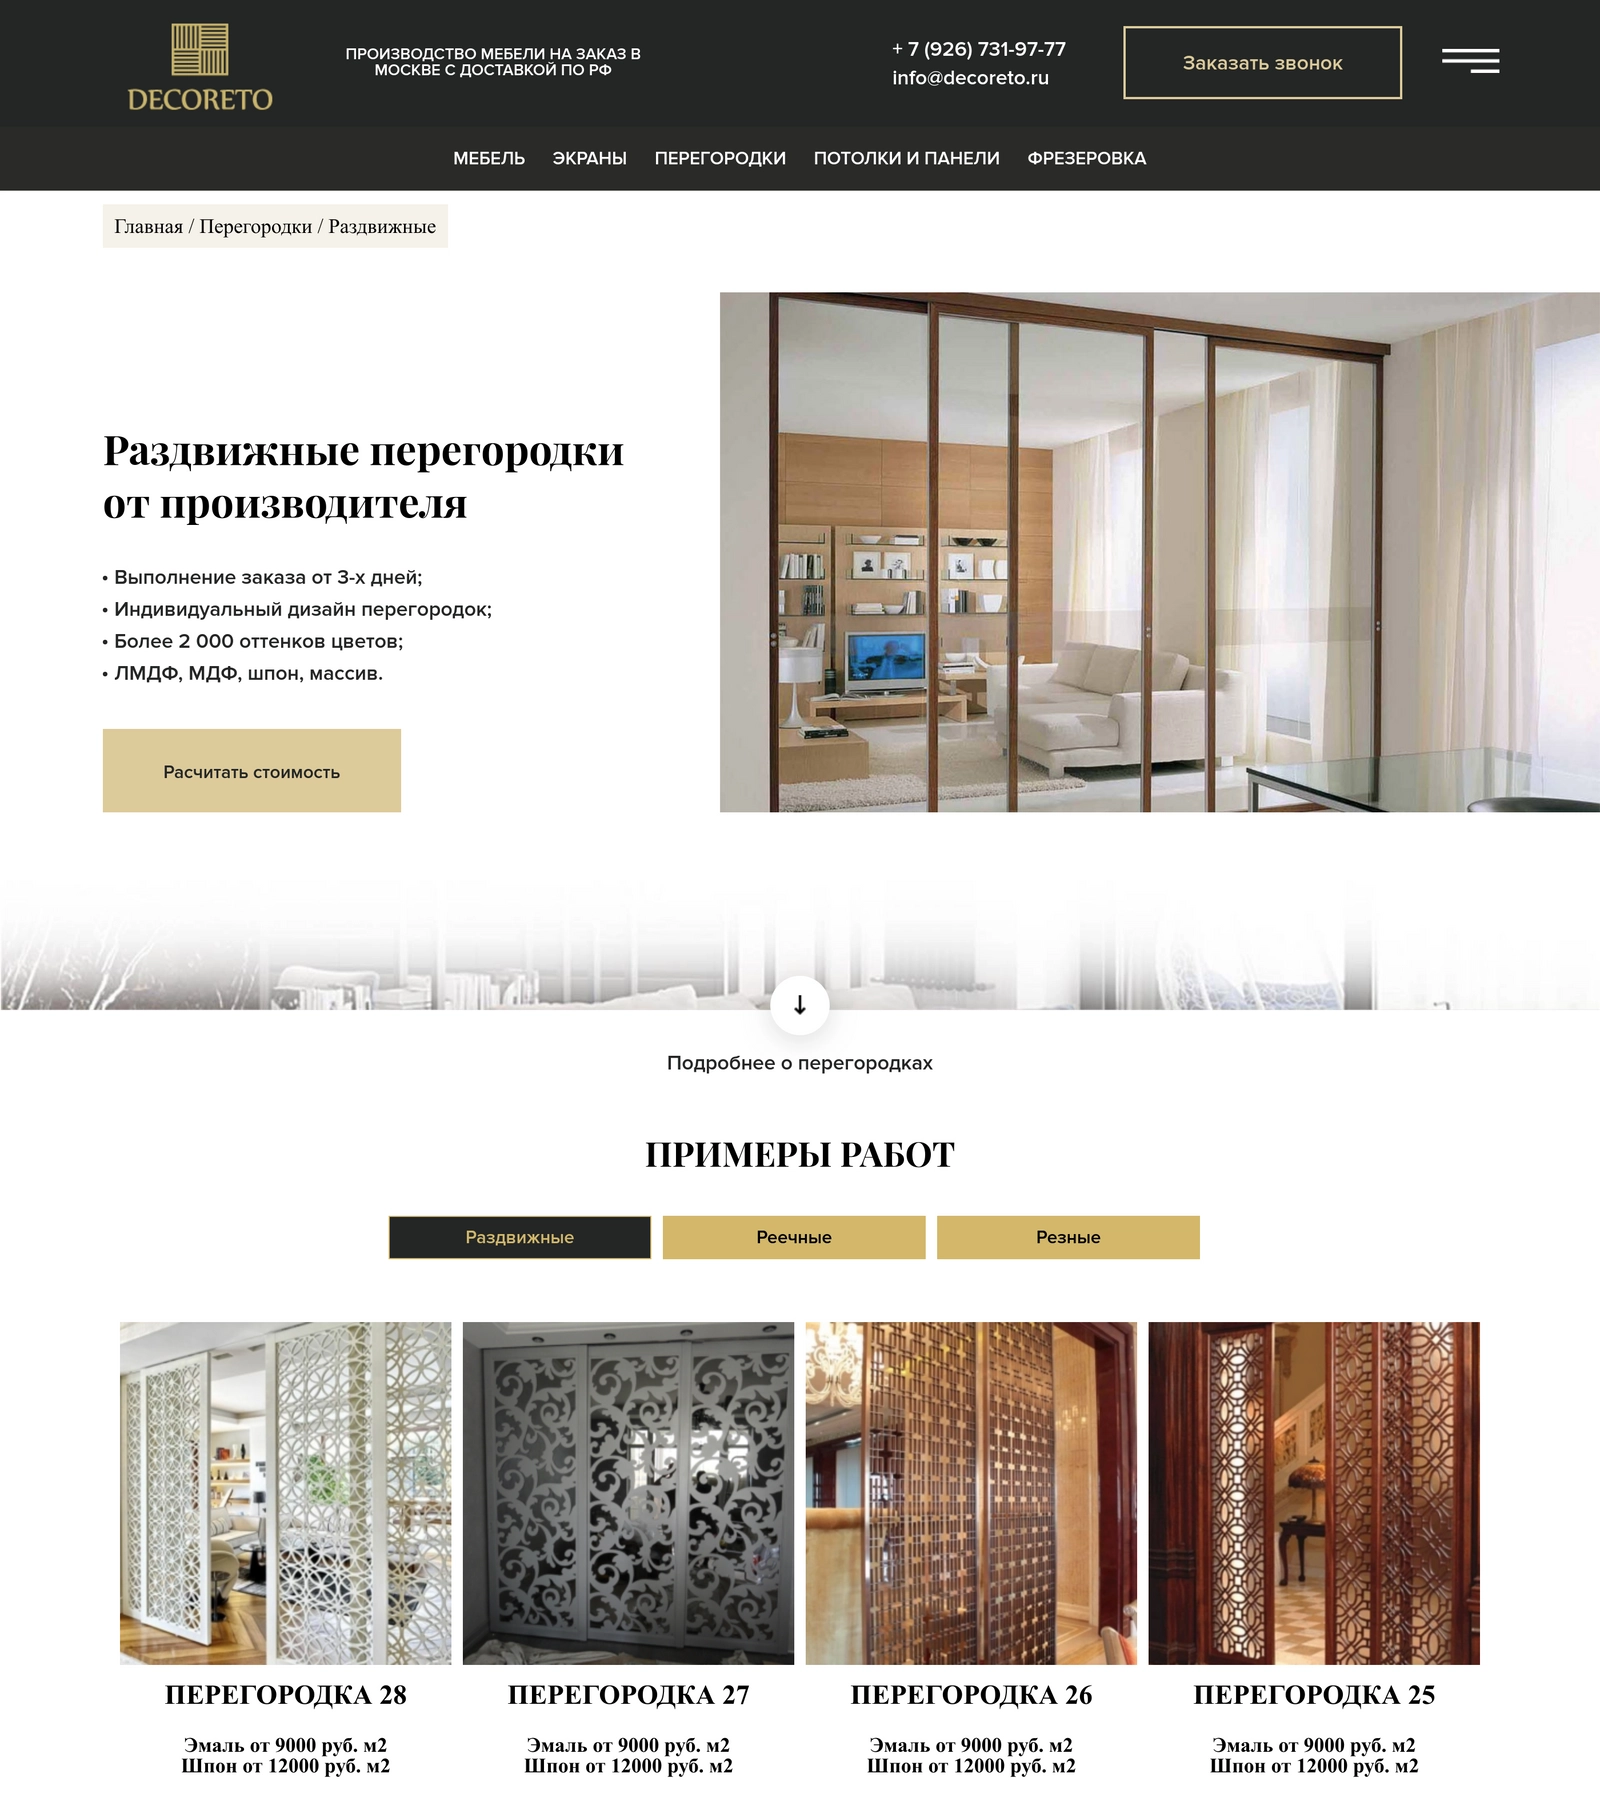 DECORETO
ПРОИЗВОДСТВО МЕБЕЛИ НА ЗАКАЗ В
МОСКВЕ С ДОСТАВКОЙ ПО РФ
+ 7 (926) 731-97-77
info@decoreto.ru
Заказать звонок
МЕБЕЛЬ ЭКРАНЫ ПЕРЕГОРОДКИ ПОТОЛКИ И ПАНЕЛИ ФРЕЗЕРОВКА
Главная / Перегородки / Раздвижные
Раздвижные перегородки
от производителя
• Выполнение заказа от 3-х дней;
• Индивидуальный дизайн перегородок;
• Более 2 000 оттенков цветов;
• ЛМДФ, МДФ, шпон, массив.
Расчитать стоимость
Подробнее о перегородках
ПРИМЕРЫ РАБОТ
Раздвижные Реечные Резные
ПЕРЕГОРОДКА 28
Эмаль от 9000 руб. м2
Шпон от 12000 руб. м2
ПЕРЕГОРОДКА 27
Эмаль от 9000 руб. м2
Шпон от 12000 руб. м2
ПЕРЕГОРОДКА 26
Эмаль от 9000 руб. м2
Шпон от 12000 руб. м2
ПЕРЕГОРОДКА 25
Эмаль от 9000 руб. м2
Шпон от 12000 руб. м2